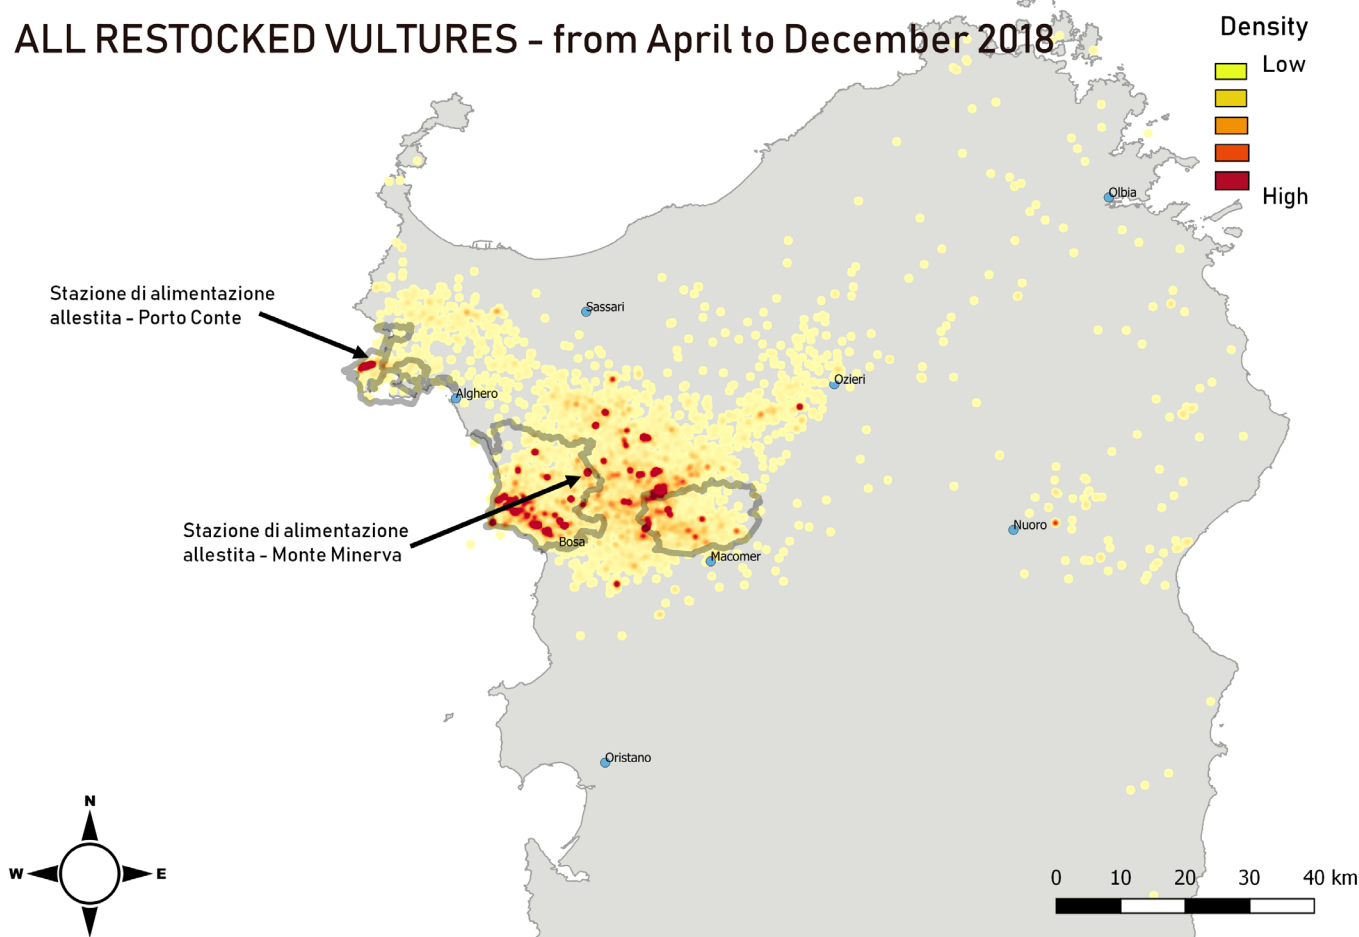 ALL RESTOCKED VULTURES - from April to December 2018
Density
Low
High
Olbia
Stazione di alimentazione
allestita - Porto Conte
Sassari
Ozieri
Alghero
Stazione di alimentazione
allestita - Monte Minerva
Nuoro
Bosa
Macomer
Oristano
N
W E
0 10 20 30 40 km